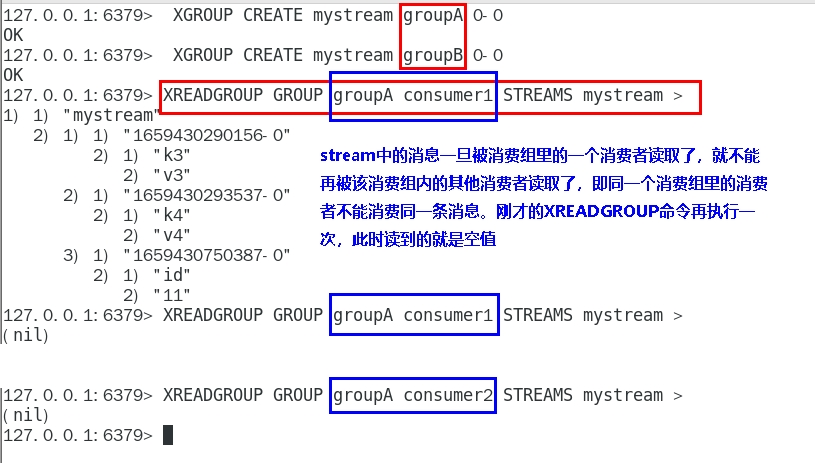 127.0.0.1:6379> XGROUP CREATE mystream groupA 0-0
OK
127.0.0.1:6379> XGROUP CREATE mystream groupB 0-0
OK
127.0.0.1:6379> XREADGROUP GROUP groupA consumer1 STREAMS mystream >
1) 1) "mystream"
2) 1) 1) "1659430290156-0"
2) 1) "k3"
2) "v3"
2) 1) "1659430293537-0"
2) 1) "k4"
2) "v4"
3) 1) "1659430750387-0"
2) 1) "id"
2) "11"
stream中的消息一旦被消费组里的一个消费者读取了，就不能
再被该消费组内的其他消费者读取了，即同一个消费组里的消费
者不能消费同一条消息。刚才的XREADGROUP命令再执行一
次，此时读到的就是空值
127.0.0.1:6379> XREADGROUP GROUP groupA consumer1 STREAMS mystream >
(nil)
127.0.0.1:6379> XREADGROUP GROUP groupA consumer2 STREAMS mystream >
(nil)
127.0.0.1:6379>